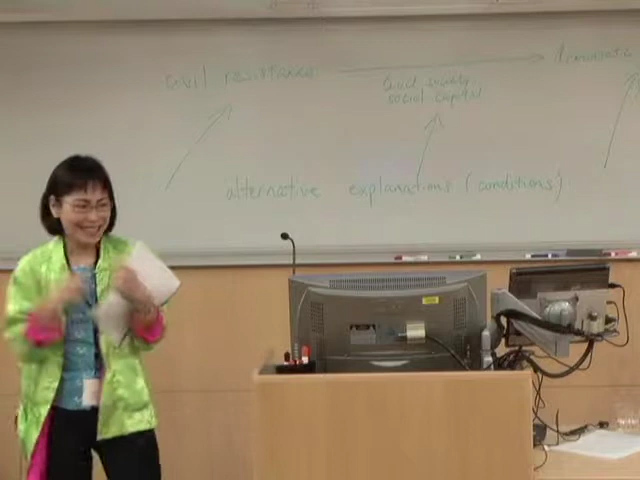 civil resistance
civil society
social capital
alternative explanations (conditions)